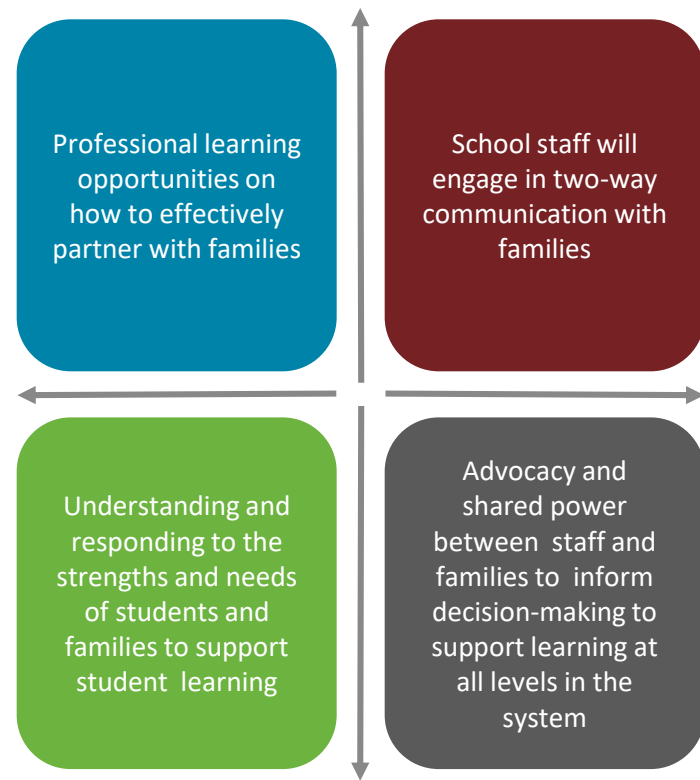 Professional learning
opportunities on
how to effectively
partner with families
School staff will
engage in two-way
communication with
families
Understanding and
responding to the
strengths and needs
of students and
families to support
student  learning
Advocacy and
shared power
between  staff and
families to  inform
decision-making to
support learning at
all levels in the
system